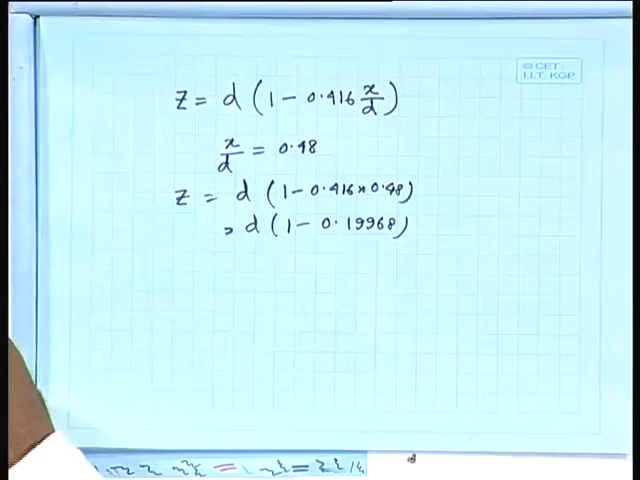 © CET
I.I.T. KGP
z = d (1 - 0.416 x/d)
x/d = 0.48
z = d (1 - 0.416 × 0.48)
= d (1 - 0.19968)